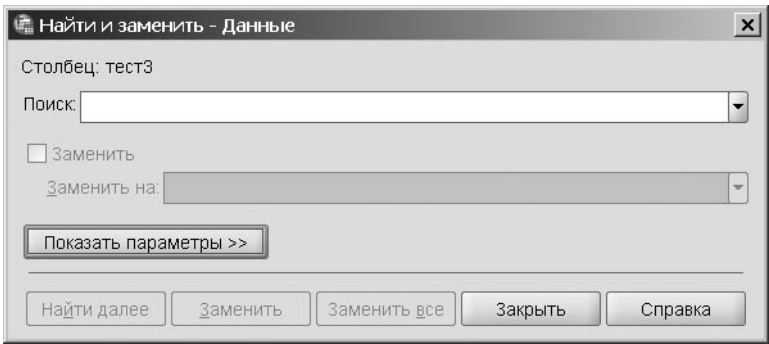 Найти и заменить - Данные
Столбец: тест3
Поиск:
Заменить
Заменить на:
Показать параметры >>
Найти далее Заменить Заменить все Закрыть Справка